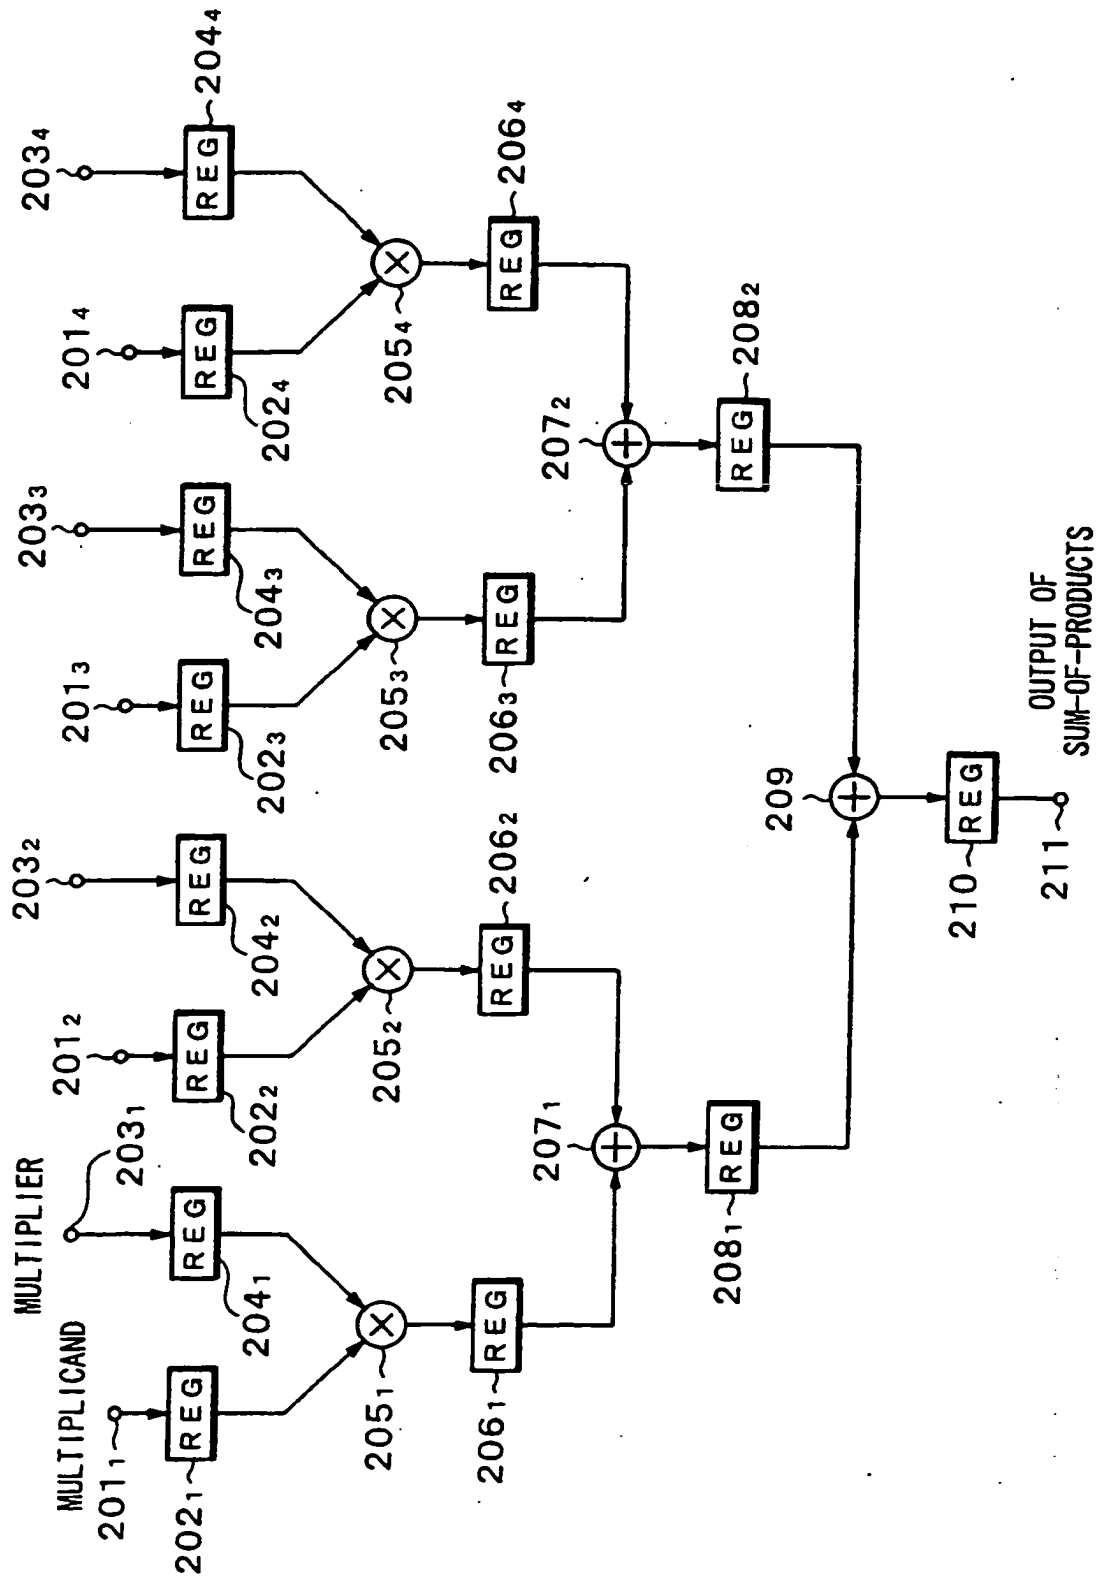 MULTIPLICAND
MULTIPLIER
201₁
203₁
201₂
203₂
201₃
203₃
201₄
203₄
202₁
REG
204₁
REG
202₂
REG
204₂
REG
202₃
REG
204₃
REG
202₄
REG
204₄
REG
205₁
205₂
205₃
205₄
206₁
REG
206₂
REG
206₃
REG
206₄
REG
207₁
207₂
208₁
REG
208₂
REG
209
210
REG
211
OUTPUT OF
SUM-OF-PRODUCTS